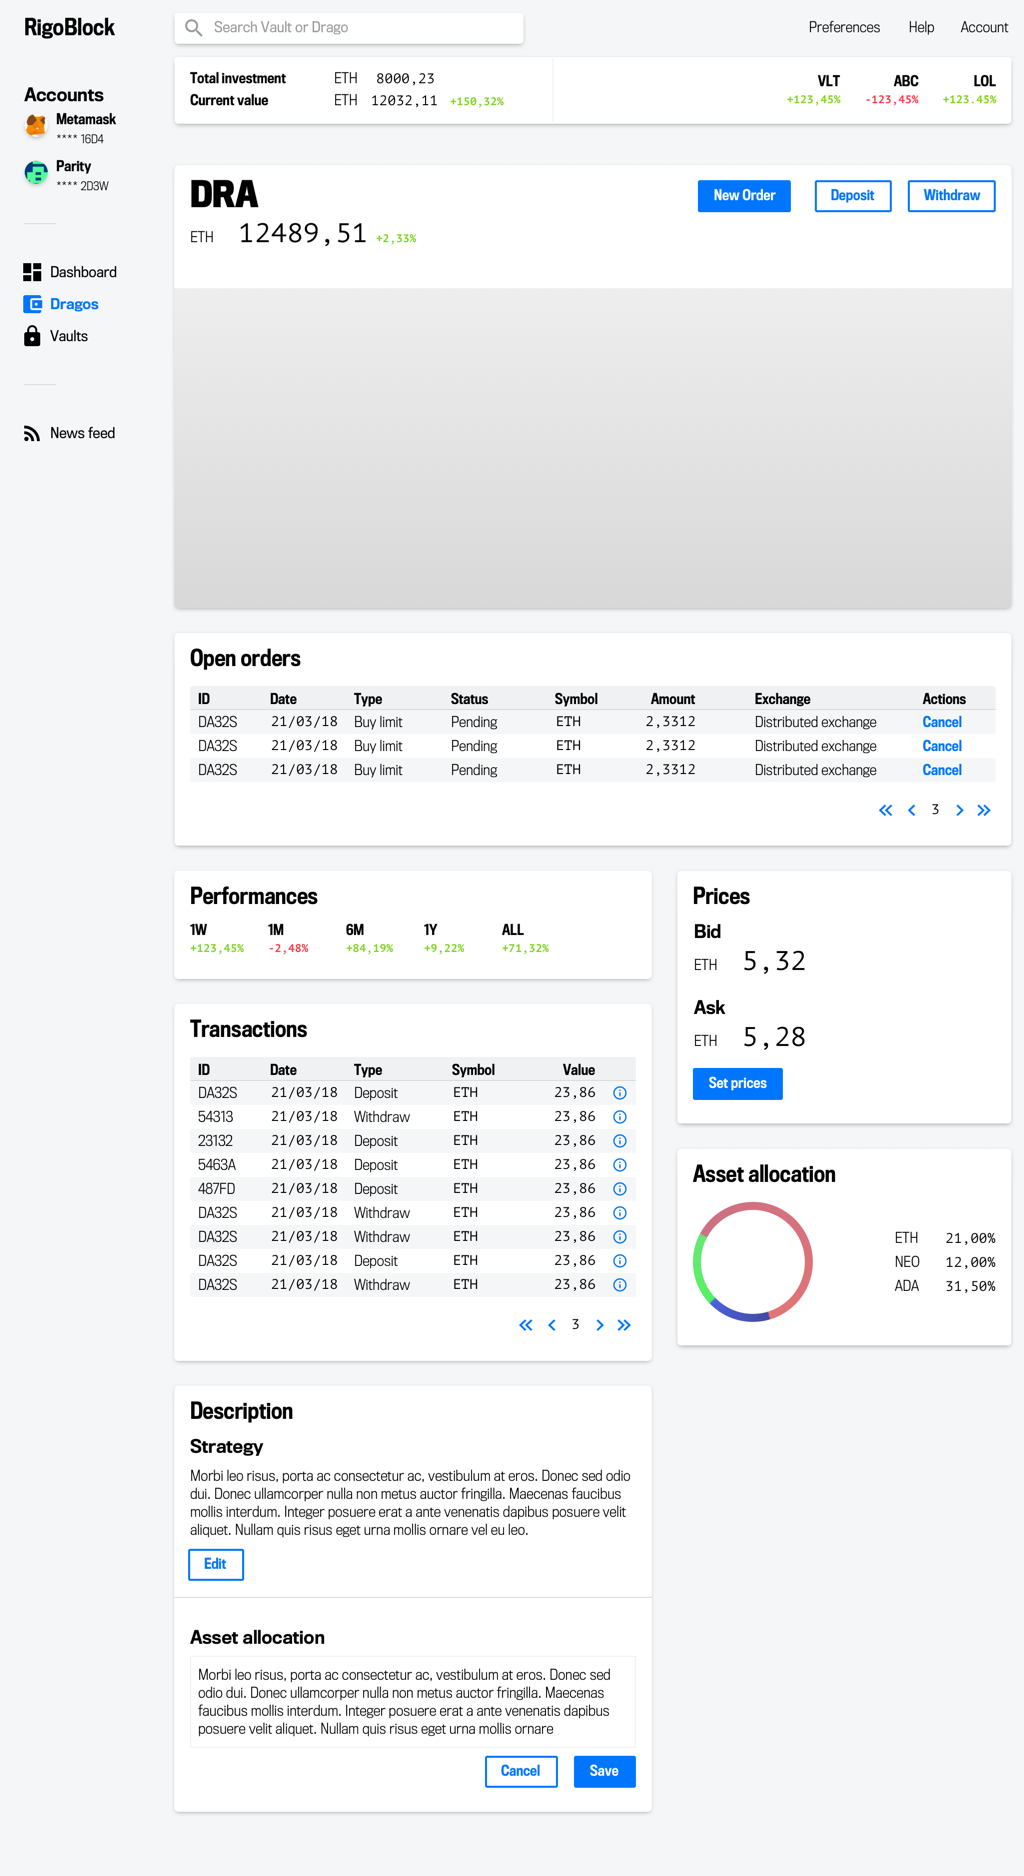 RigoBlock
Search Vault or Drago
Preferences Help Account
Accounts
Metamask
**** 16D4
Parity
**** 2D3W
Dashboard
Dragos
Vaults
News feed
Total investment ETH 8000,23
Current value ETH 12032,11 +150,32%
VLT ABC LOL
+123,45% -123,45% +123.45%
DRA
New Order Deposit Withdraw
ETH 12489,51 +2,33%
Open orders
ID Date Type Status Symbol Amount Exchange Actions
DA32S 21/03/18 Buy limit Pending ETH 2,3312 Distributed exchange Cancel
DA32S 21/03/18 Buy limit Pending ETH 2,3312 Distributed exchange Cancel
DA32S 21/03/18 Buy limit Pending ETH 2,3312 Distributed exchange Cancel
3
Performances
1W 1M 6M 1Y ALL
+123,45% -2,48% +84,19% +9,22% +71,32%
Prices
Bid
ETH 5,32
Ask
ETH 5,28
Set prices
Transactions
ID Date Type Symbol Value
DA32S 21/03/18 Deposit ETH 23,86
54313 21/03/18 Withdraw ETH 23,86
23132 21/03/18 Deposit ETH 23,86
5463A 21/03/18 Deposit ETH 23,86
487FD 21/03/18 Deposit ETH 23,86
DA32S 21/03/18 Withdraw ETH 23,86
DA32S 21/03/18 Withdraw ETH 23,86
DA32S 21/03/18 Deposit ETH 23,86
DA32S 21/03/18 Withdraw ETH 23,86
3
Asset allocation
ETH 21,00%
NEO 12,00%
ADA 31,50%
Description
Strategy
Morbi leo risus, porta ac consectetur ac, vestibulum at eros. Donec sed odio
dui. Donec ullamcorper nulla non metus auctor fringilla. Maecenas faucibus
mollis interdum. Integer posuere erat a ante venenatis dapibus posuere velit
aliquet. Nullam quis risus eget urna mollis ornare vel eu leo.
Edit
Asset allocation
Morbi leo risus, porta ac consectetur ac, vestibulum at eros. Donec sed
odio dui. Donec ullamcorper nulla non metus auctor fringilla. Maecenas
faucibus mollis interdum. Integer posuere erat a ante venenatis dapibus
posuere velit aliquet. Nullam quis risus eget urna mollis ornare
Cancel Save